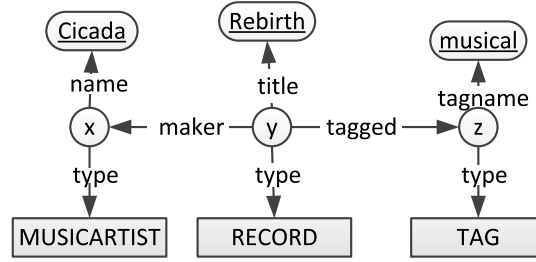 Cicada
Rebirth
musical
name
title
tagname
x
maker
y
tagged
z
type
type
type
MUSICARTIST
RECORD
TAG